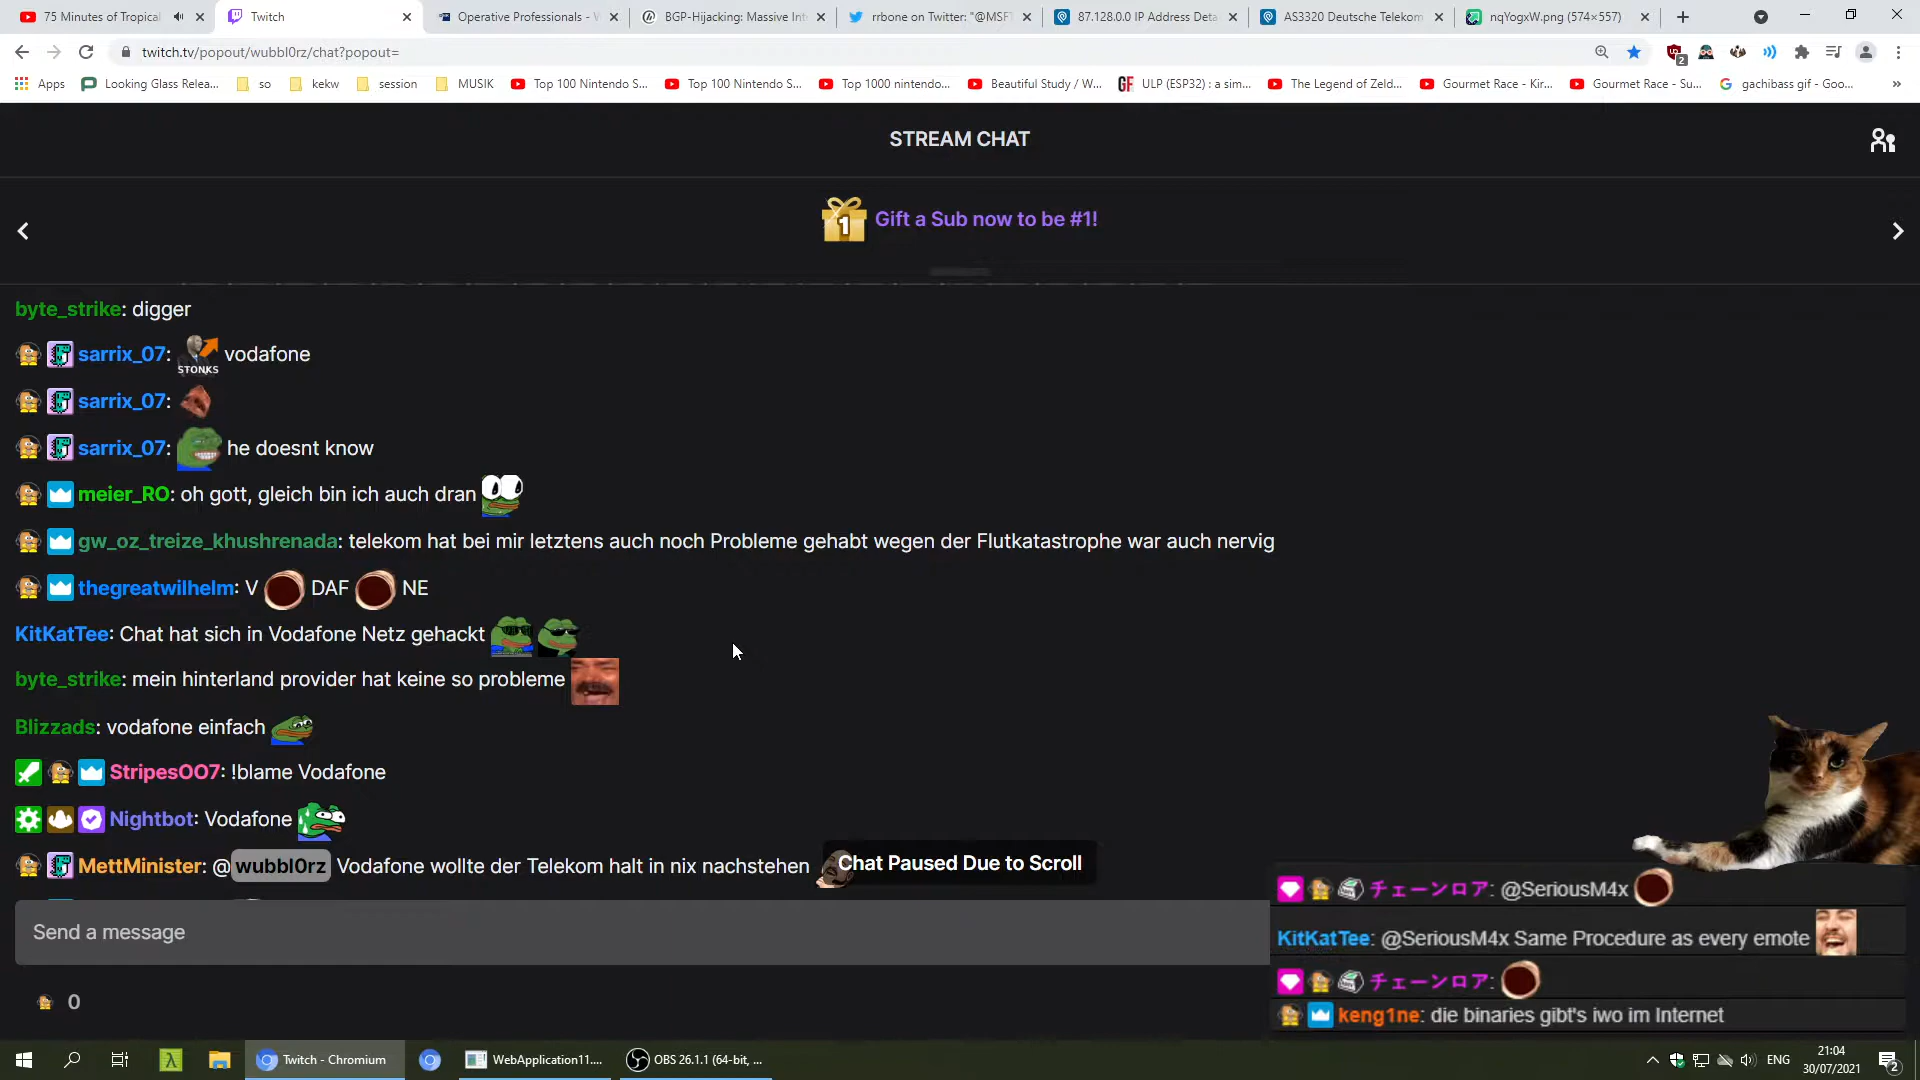 75 Minutes of Tropical
Twitch
Operative Professionals - W
BGP-Hijacking: Massive Int
rrbone on Twitter: "@MSFT
87.128.0.0 IP Address Deta
AS3320 Deutsche Telekom
nqYogxW.png (574×557)
twitch.tv/popout/wubbl0rz/chat?popout=
2
Apps
Looking Glass Relea...
so
kekw
session
MUSIK
Top 100 Nintendo S...
Top 100 Nintendo S...
Top 1000 nintendo...
Beautiful Study / W...
ULP (ESP32) : a sim...
The Legend of Zeld...
Gourmet Race - Kir...
Gourmet Race - Su...
gachibass gif - Goo...
STREAM CHAT
1 Gift a Sub now to be #1!
byte_strike: digger
sarrix_07: STONKS vodafone
sarrix_07:
sarrix_07: he doesnt know
meier_RO: oh gott, gleich bin ich auch dran
gw_oz_treize_khushrenada: telekom hat bei mir letztens auch noch Probleme gehabt wegen der Flutkatastrophe war auch nervig
thegreatwilhelm: V DAF NE
KitKatTee: Chat hat sich in Vodafone Netz gehackt
byte_strike: mein hinterland provider hat keine so probleme
Blizzads: vodafone einfach
StripesOO7: !blame Vodafone
Nightbot: Vodafone
MettMinister: @wubbl0rz Vodafone wollte der Telekom halt in nix nachstehen
Chat Paused Due to Scroll
Send a message
0
チェーンロア: @SeriousM4x
KitKatTee: @SeriousM4x Same Procedure as every emote
チェーンロア:
keng1ne: die binaries gibt's iwo im Internet
Twitch - Chromium
WebApplication11....
OBS 26.1.1 (64-bit, ...
ENG
21:04
30/07/2021
2